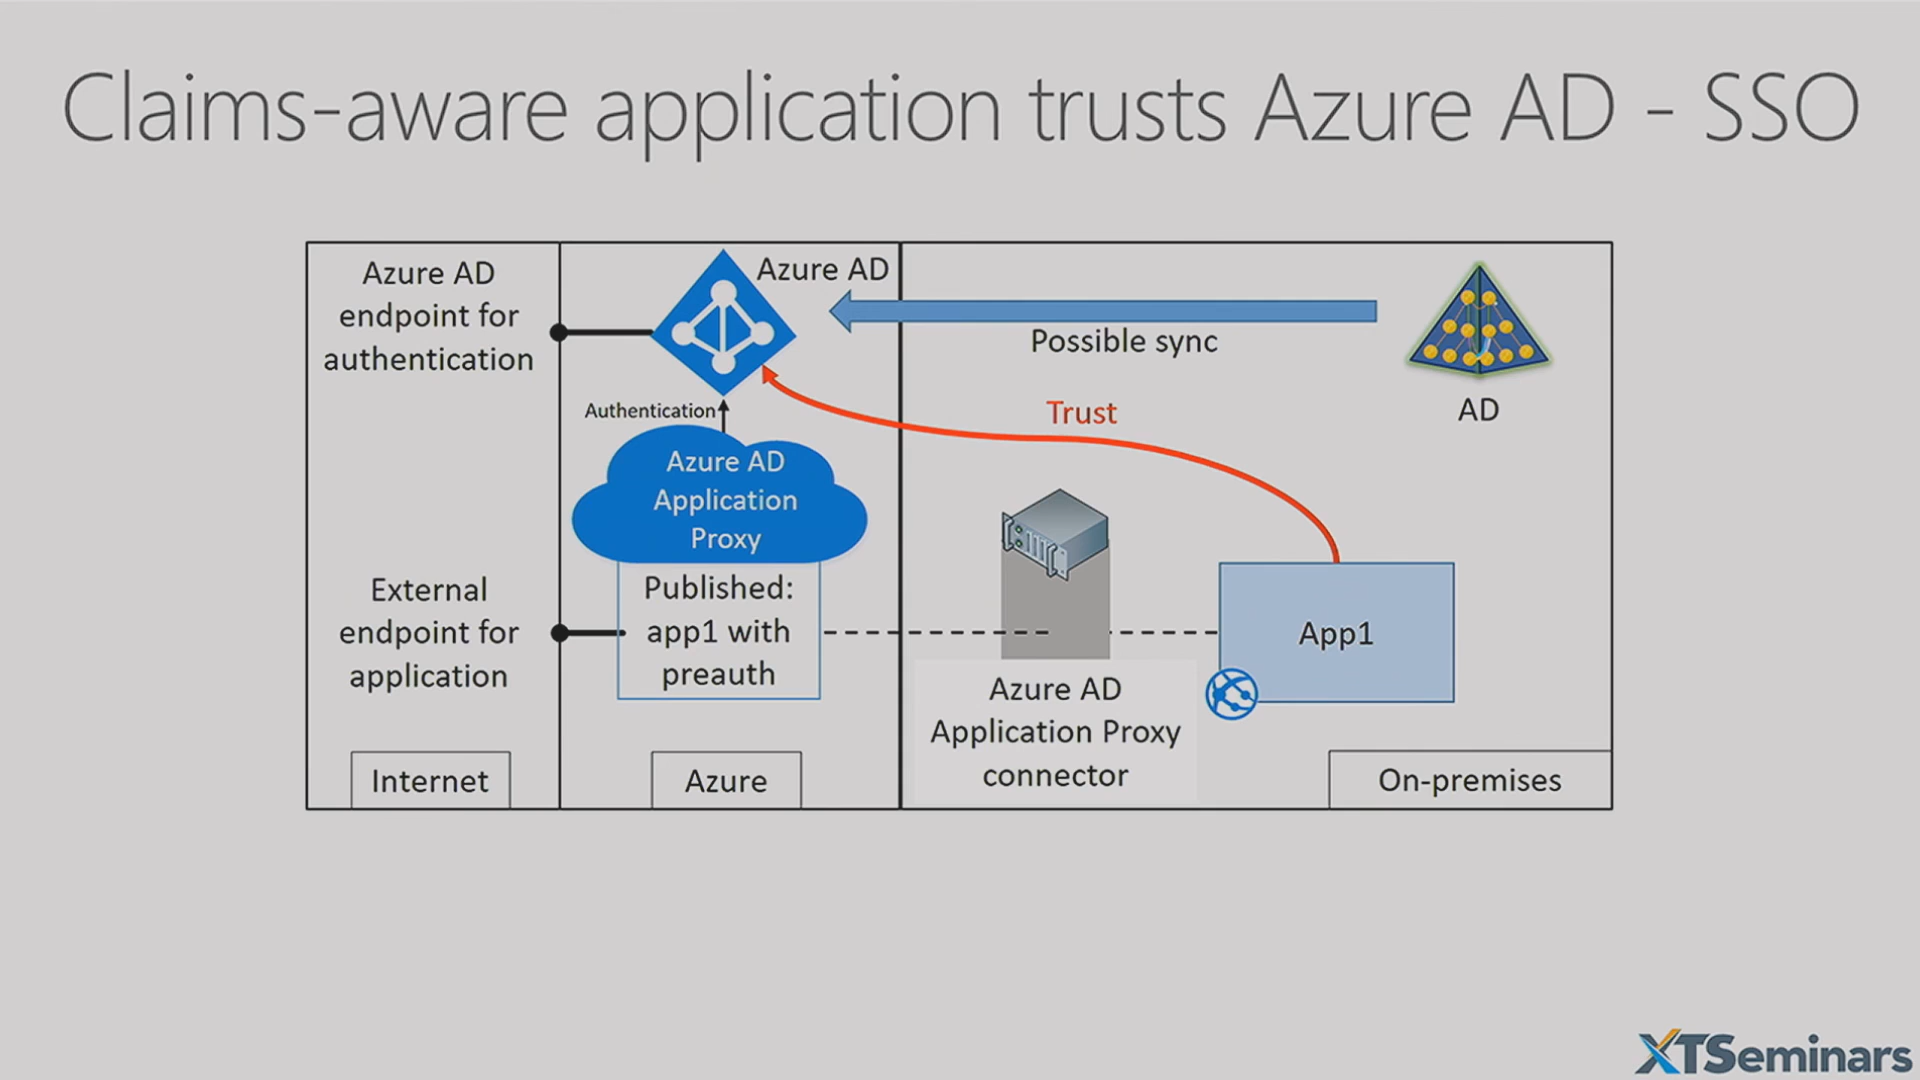 Claims-aware application trusts Azure AD - SSO
Azure AD
endpoint for
authentication
Azure AD
Possible sync
AD
Authentication
Trust
Azure AD
Application
Proxy
External
endpoint for
application
Published:
app1 with
preauth
App1
Azure AD
Application Proxy
connector
Internet
Azure
On-premises
XTSeminars